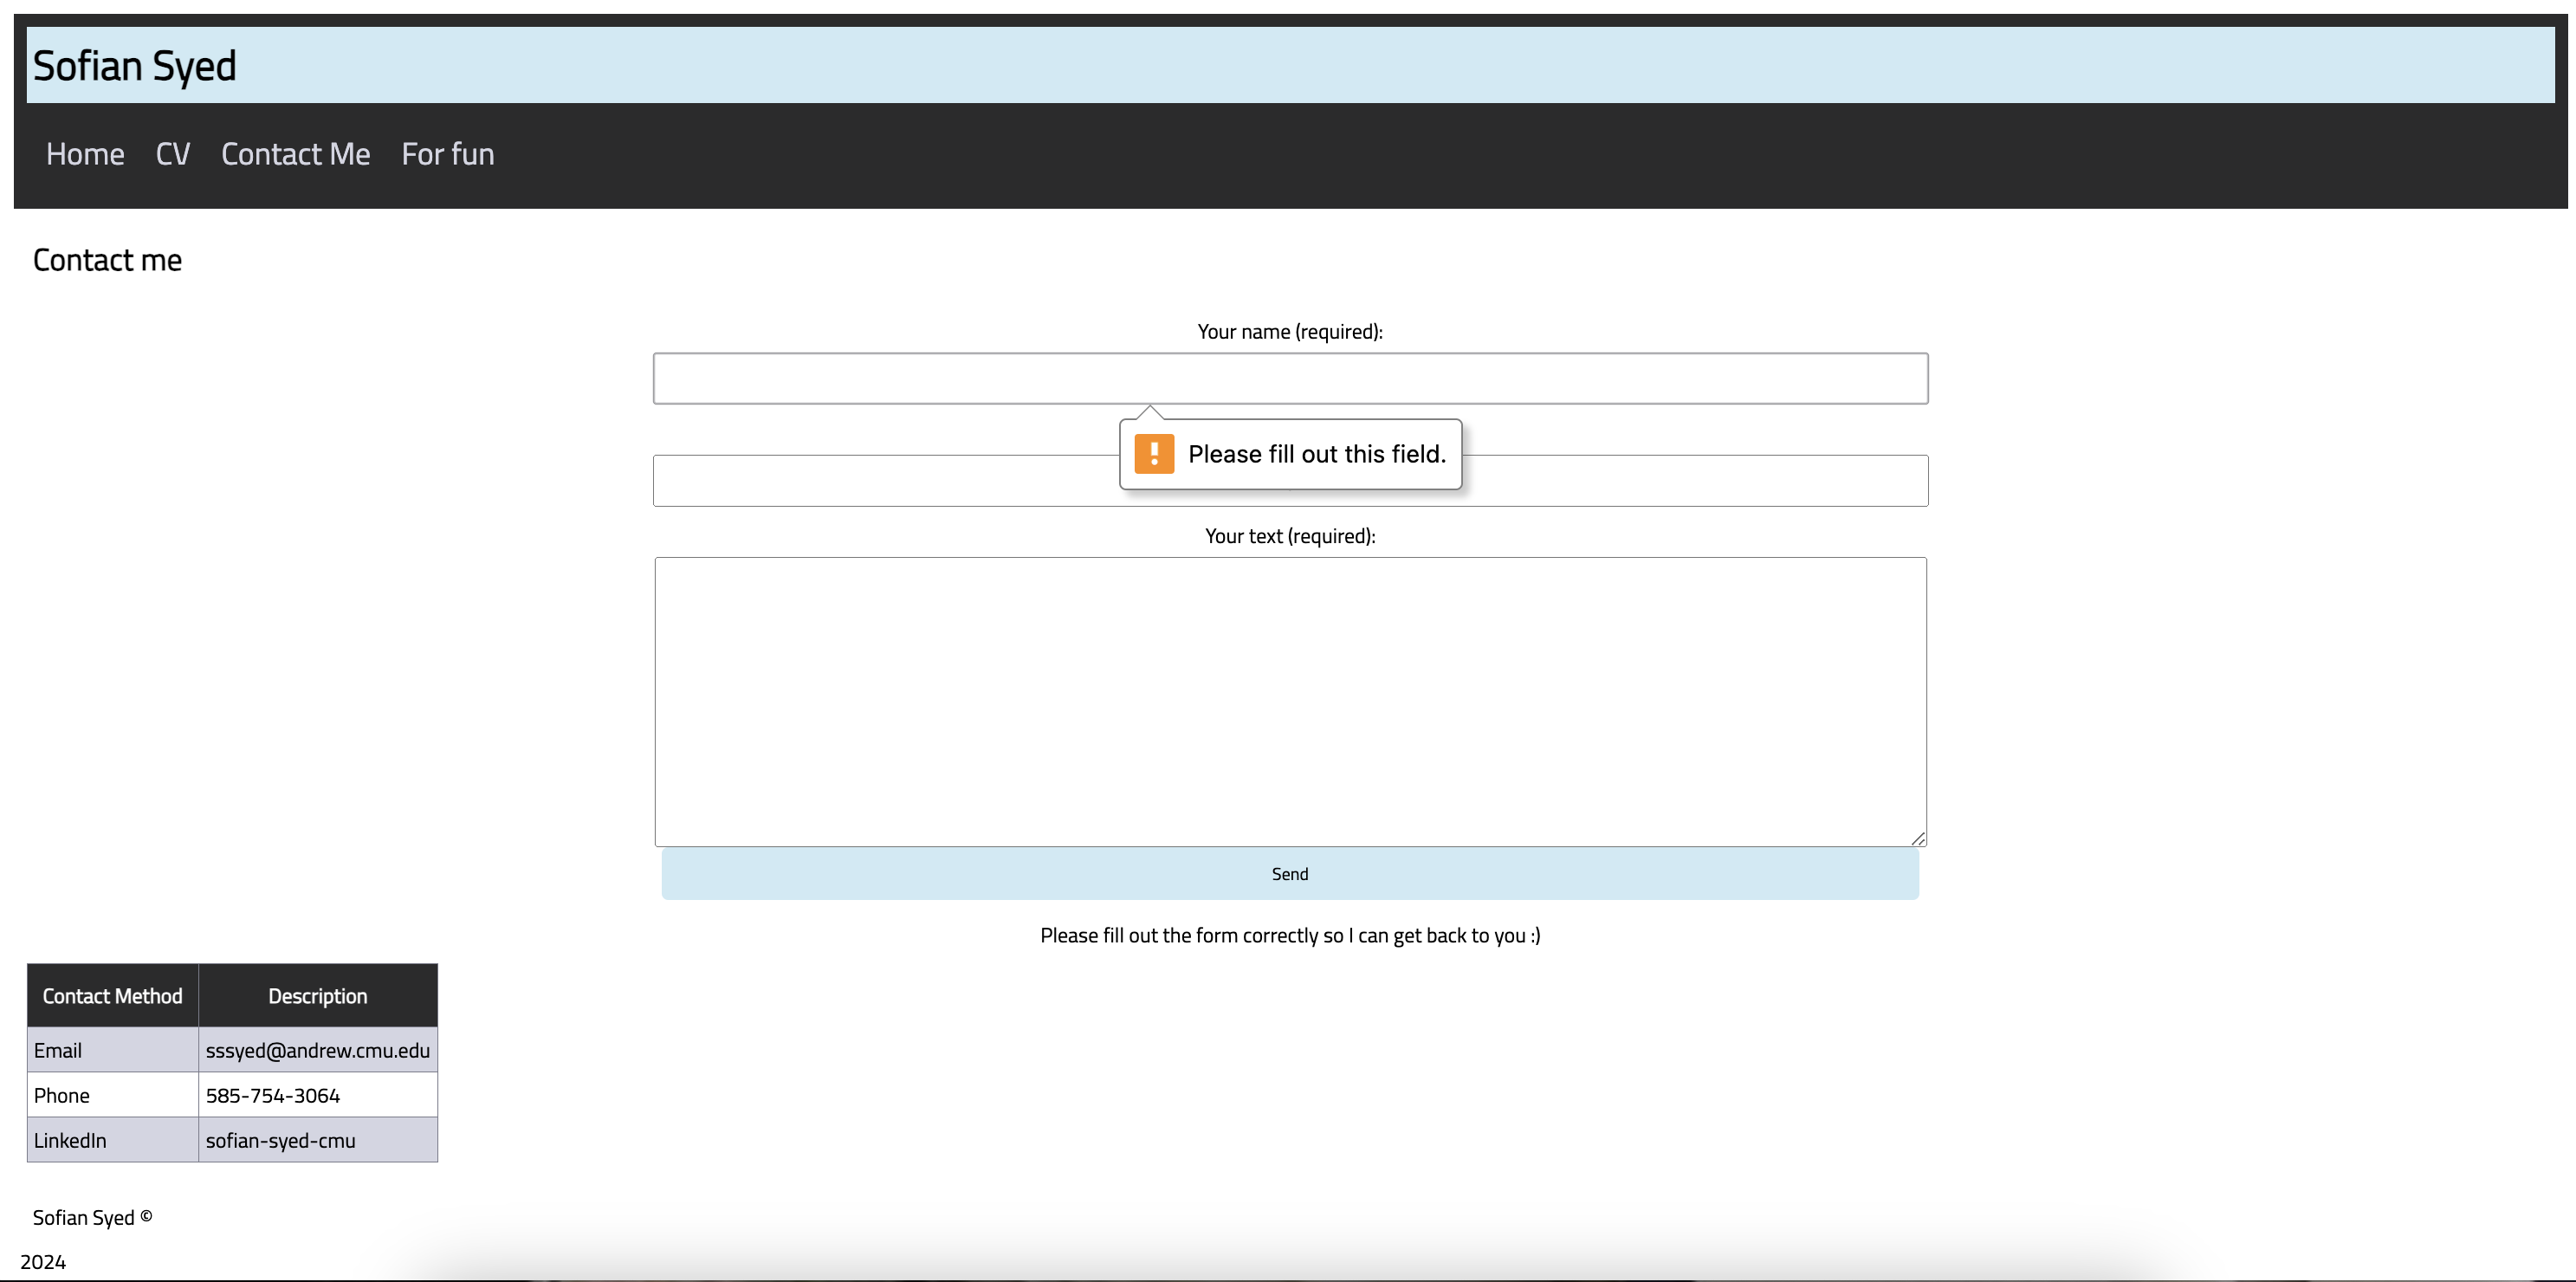 Sofian Syed
Home CV Contact Me For fun
Contact me
Your name (required):
Please fill out this field.
Your text (required):
Send
Please fill out the form correctly so I can get back to you :)
Contact Method Description
Email sssyed@andrew.cmu.edu
Phone 585-754-3064
LinkedIn sofian-syed-cmu
Sofian Syed ©
2024